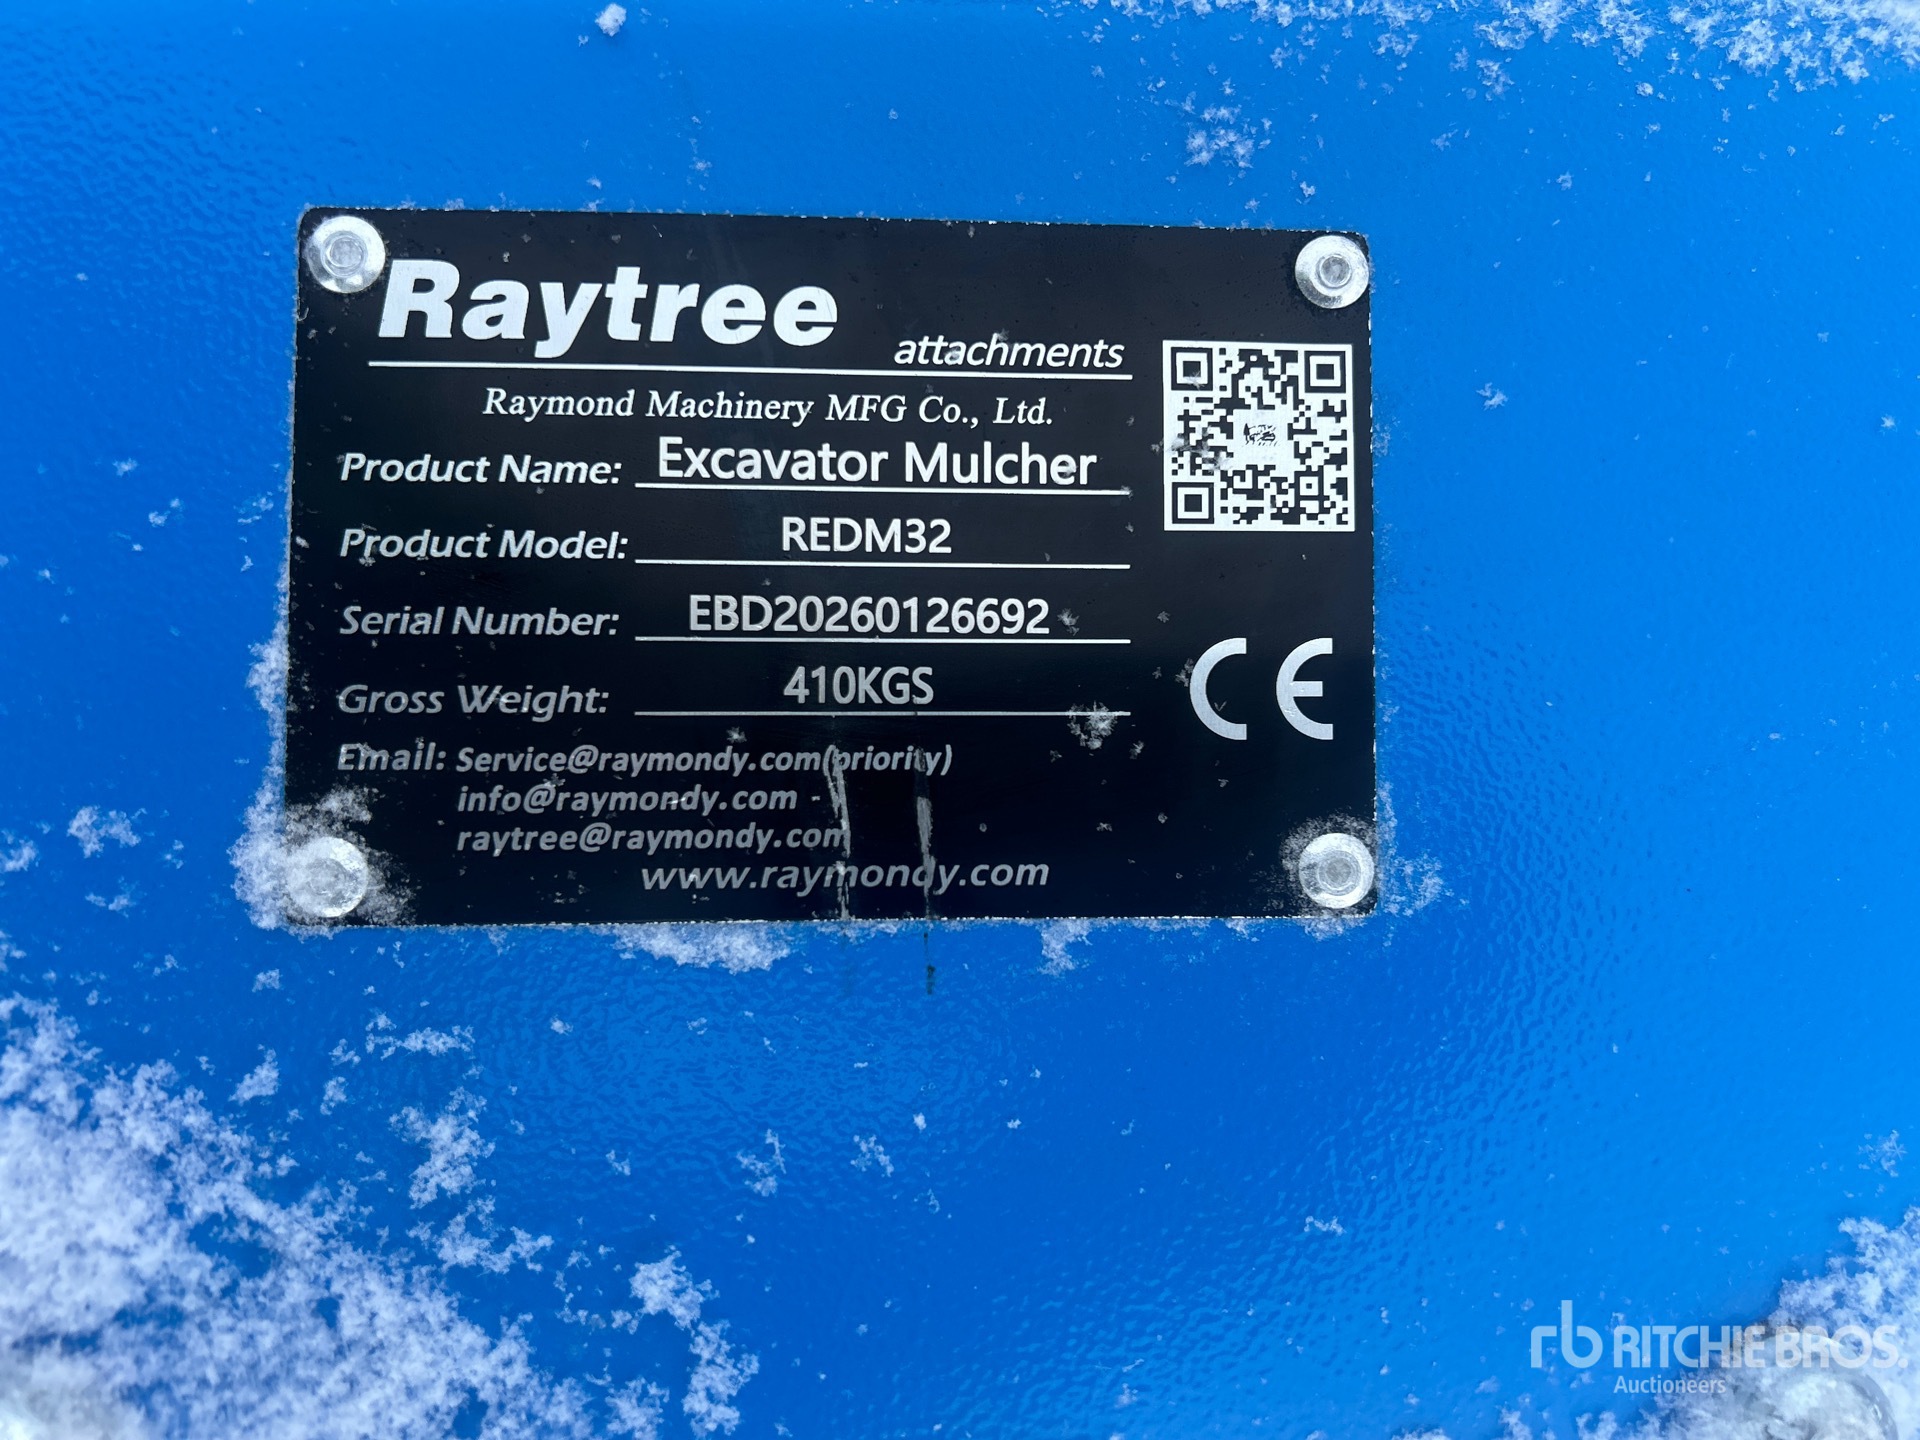 Raytree attachments
Raymond Machinery MFG Co., Ltd.
Product Name: Excavator Mulcher
Product Model: REDM32
Serial Number: EBD20260126692
Gross Weight: 410KGS
Email: Service@raymondy.com(priority)
info@raymondy.com
raytree@raymondy.com
www.raymondy.com
CE
rb RITCHIE BROS.
Auctioneers